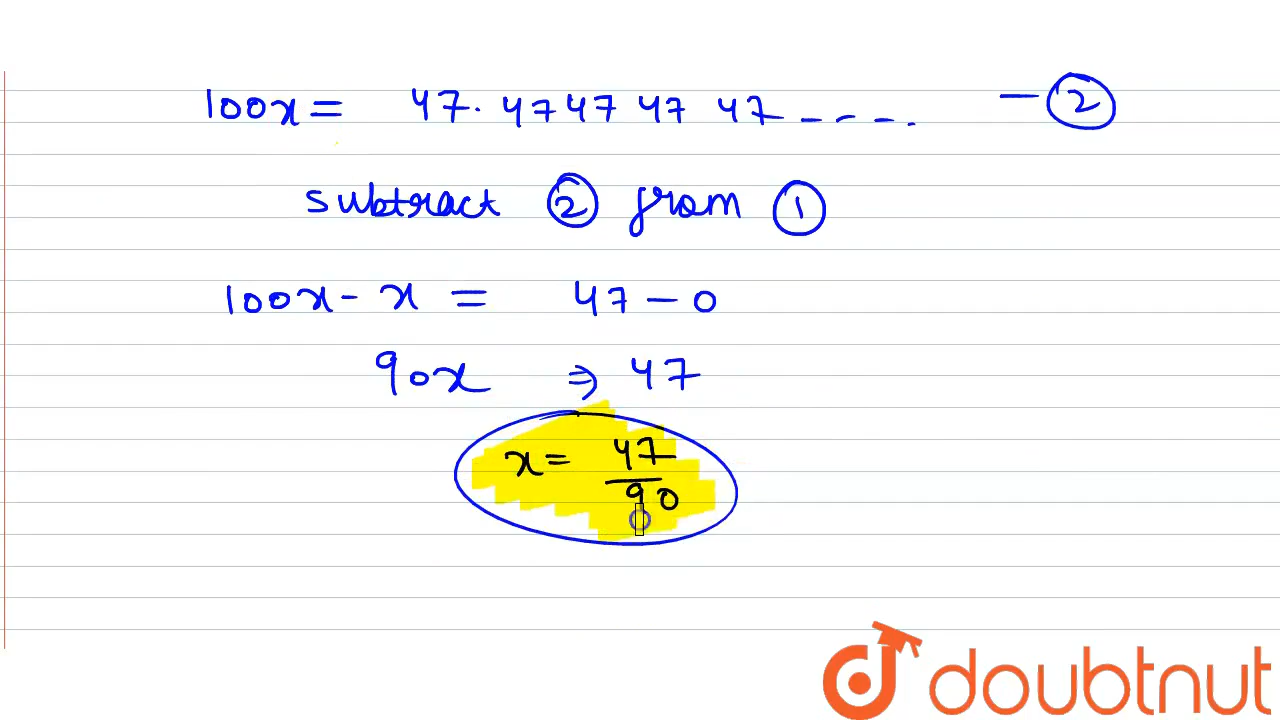 100x = 47. 47 47 47 47 - - - - . — ②
subtract ② from ①
100x - x = 47 - 0
90x ⇒ 47
x = 47/90
doubtnut